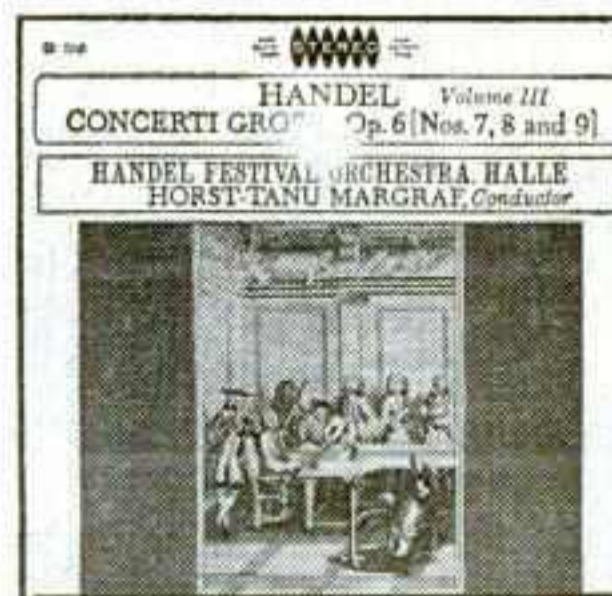 STEREO
HANDEL Volume III
CONCERTI Op. 6 [Nos. 7, 8 and 9]
HANDEL FESTIVAL ORCHESTRA HALLE
HORST-TANU MARGRAF, Conductor